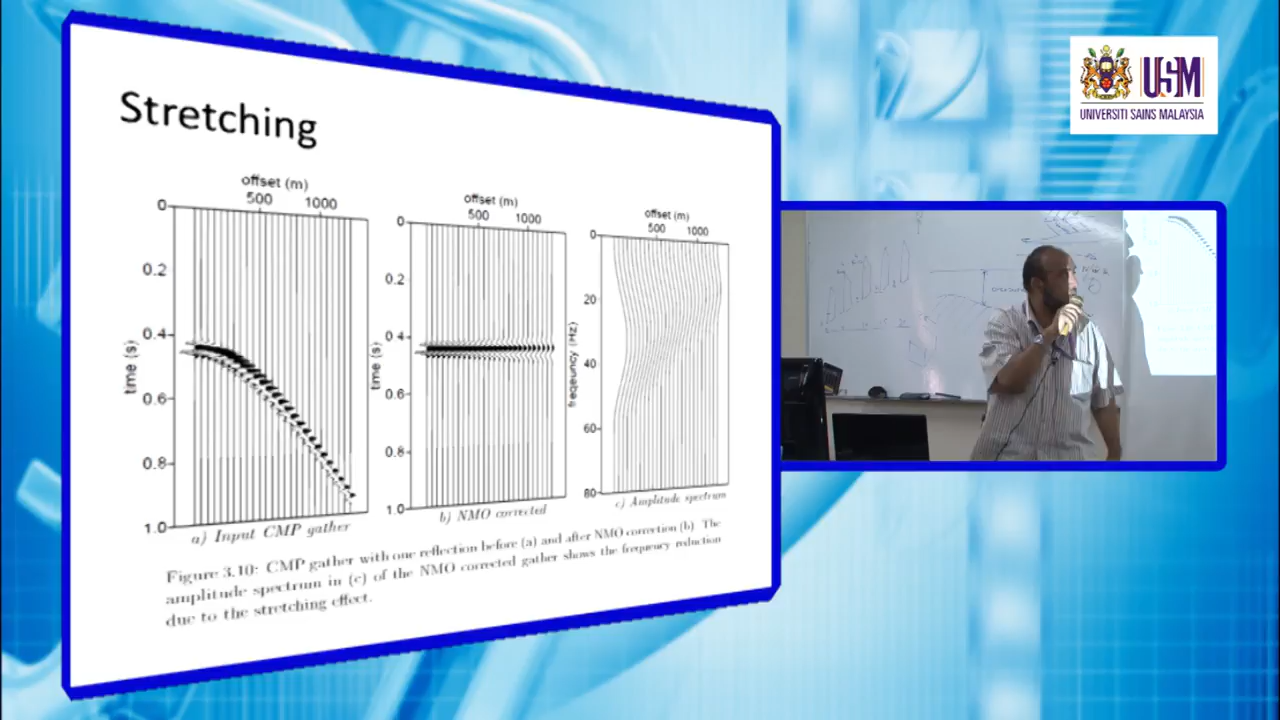 Stretching
offset (m)
500 1000
0
0.2
0.4
0.6
0.8
1.0
time (s)
a) Input CMP gather
offset (m)
500 1000
0
0.2
0.4
0.6
0.8
1.0
time (s)
b) NMO corrected
offset (m)
500 1000
0
20
40
60
80
freqeuncy (Hz)
c) Amplitude spectrum
Figure 3.10: CMP gather with one reflection before (a) and after NMO correction (b). The
amplitude spectrum in (c) of the NMO corrected gather shows the frequency reduction
due to the stretching effect.
USM
UNIVERSITI SAINS MALAYSIA